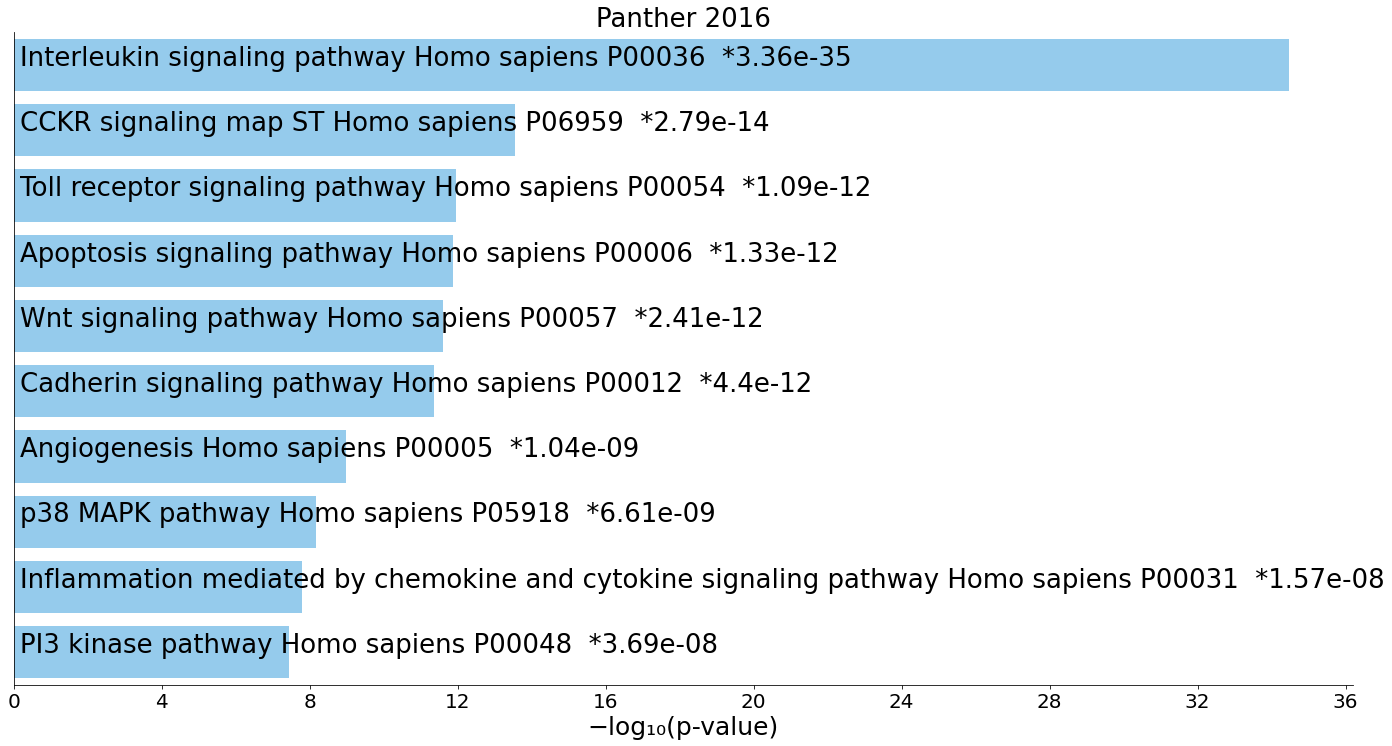 Panther 2016
Interleukin signaling pathway Homo sapiens P00036  *3.36e-35
CCKR signaling map ST Homo sapiens P06959  *2.79e-14
Toll receptor signaling pathway Homo sapiens P00054  *1.09e-12
Apoptosis signaling pathway Homo sapiens P00006  *1.33e-12
Wnt signaling pathway Homo sapiens P00057  *2.41e-12
Cadherin signaling pathway Homo sapiens P00012  *4.4e-12
Angiogenesis Homo sapiens P00005  *1.04e-09
p38 MAPK pathway Homo sapiens P05918  *6.61e-09
Inflammation mediated by chemokine and cytokine signaling pathway Homo sapiens P00031  *1.57e-08
PI3 kinase pathway Homo sapiens P00048  *3.69e-08
0 4 8 12 16 20 24 28 32 36
−log₁₀(p-value)